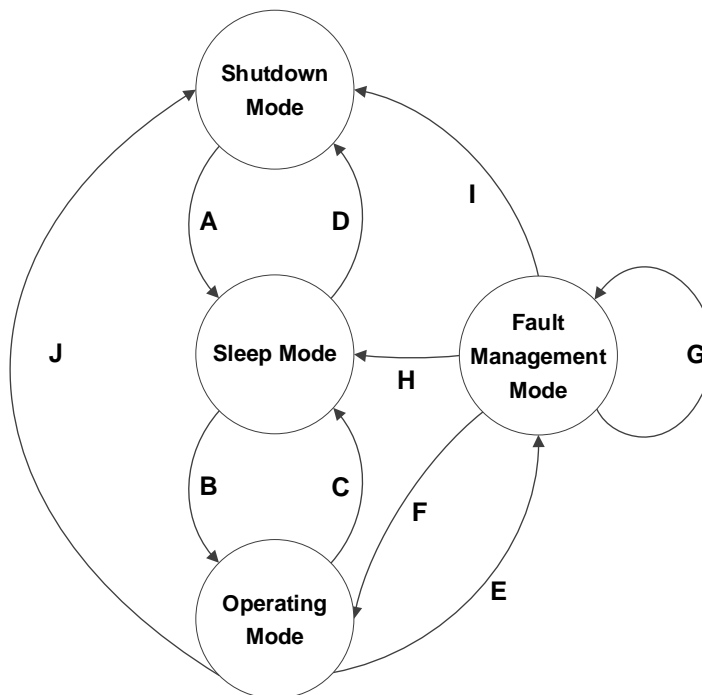 Shutdown
Mode
I
A
D
J
Sleep Mode
Fault
Management
Mode
G
H
B
C
F
E
Operating
Mode